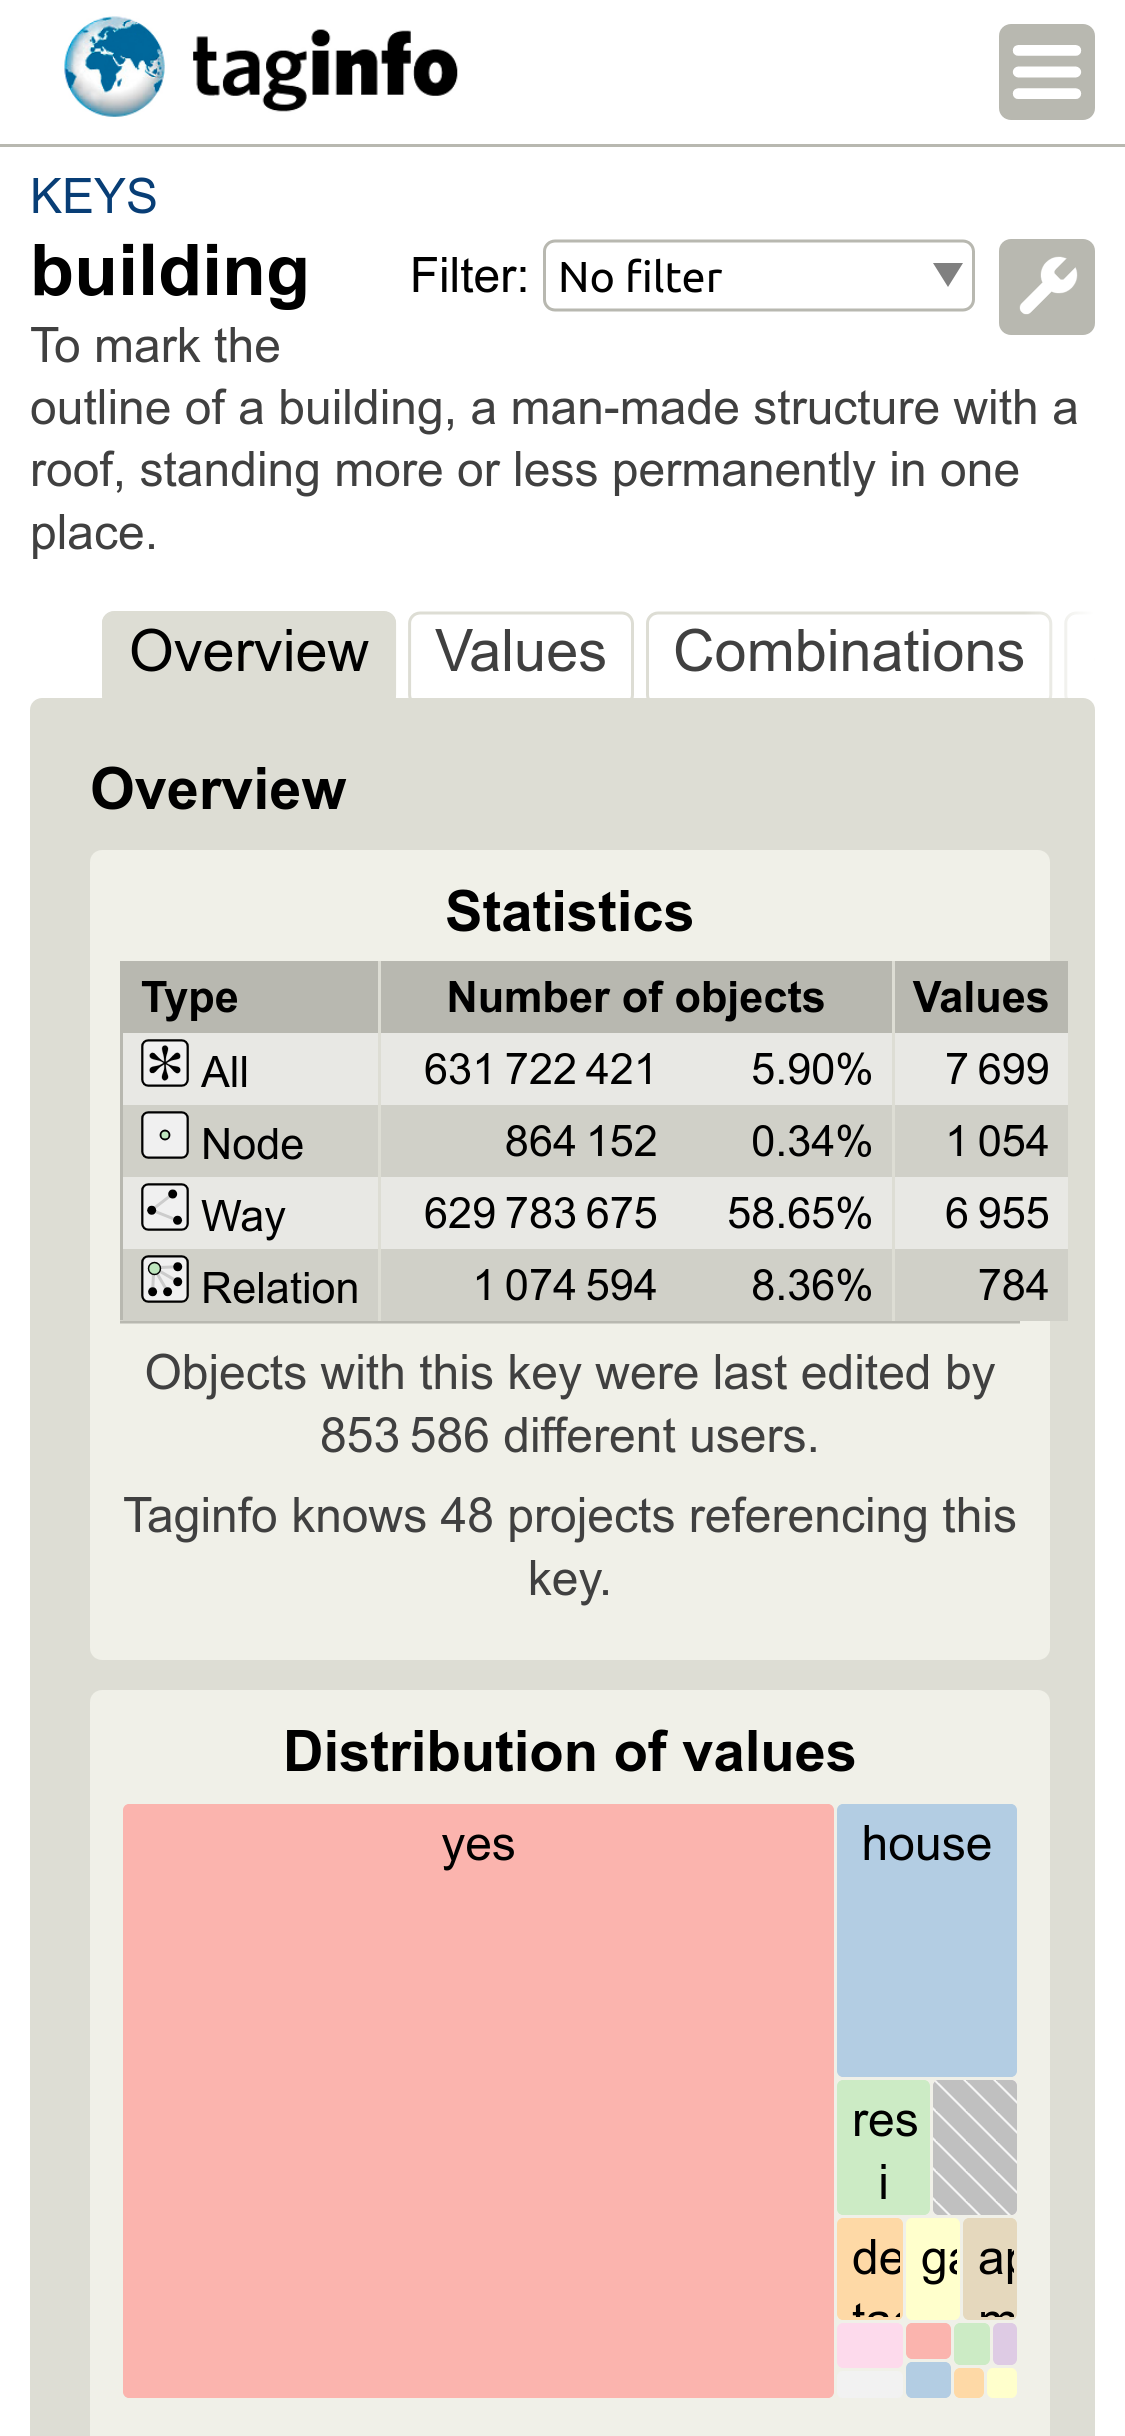 taginfo
KEYS
building
Filter: No filter
To mark the
outline of a building, a man-made structure with a
roof, standing more or less permanently in one
place.
Overview Values Combinations
Overview
Statistics
Type Number of objects Values
All 631 722 421 5.90% 7 699
Node 864 152 0.34% 1 054
Way 629 783 675 58.65% 6 955
Relation 1 074 594 8.36% 784
Objects with this key were last edited by
853 586 different users.
Taginfo knows 48 projects referencing this
key.
Distribution of values
yes house
res
i
de